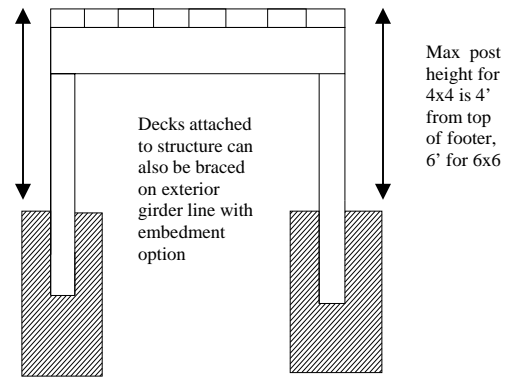 Decks attached
to structure can
also be braced
on exterior
girder line with
embedment
option
Max post
height for
4x4 is 4’
from top
of footer,
6’ for 6x6